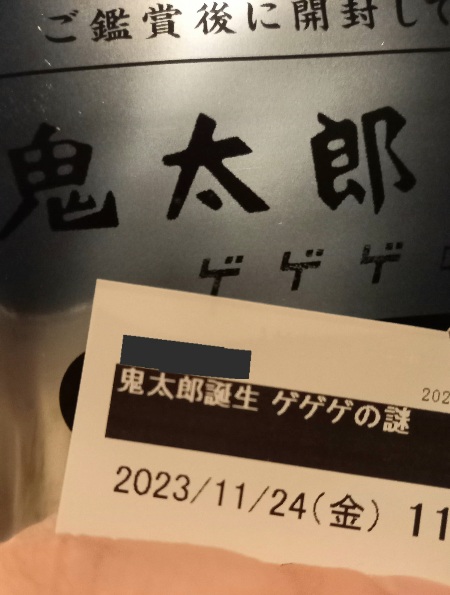 ご鑑賞後に開封して
鬼太郎
ゲゲゲ
202
鬼太郎誕生 ゲゲゲの謎
2023/11/24(金) 11